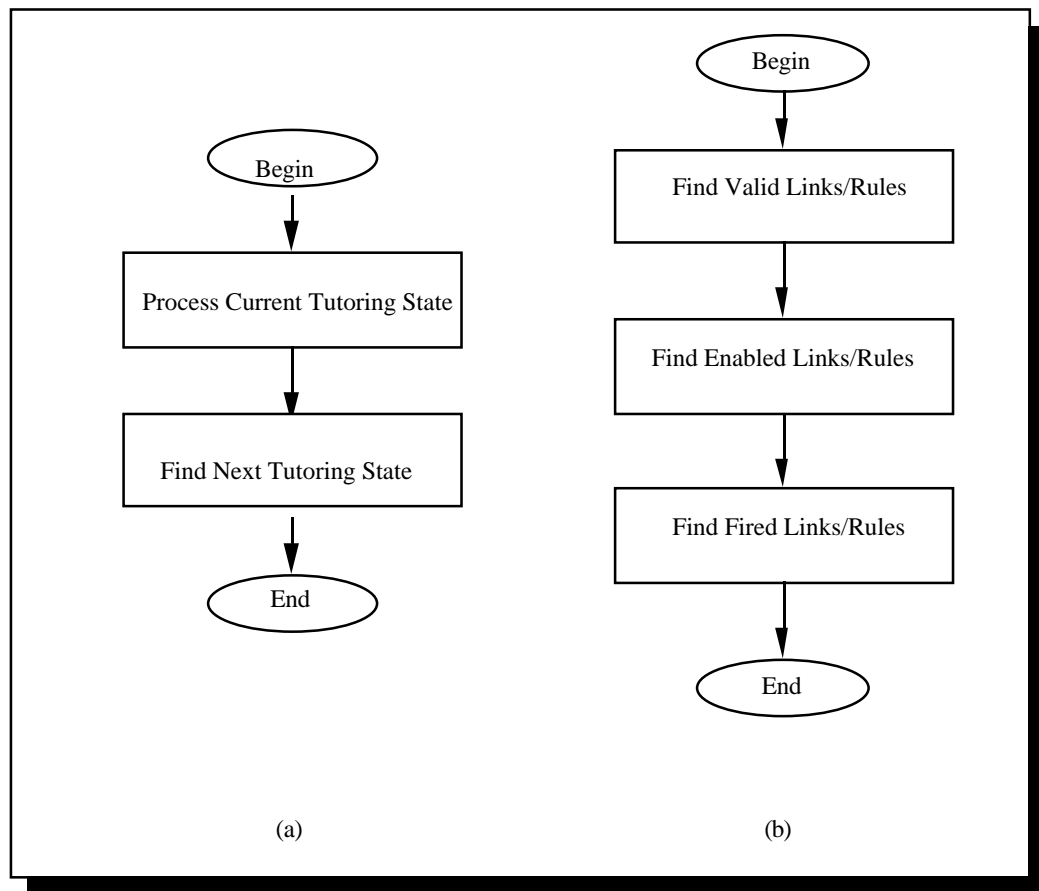 Begin
Process Current Tutoring State
Find Next Tutoring State
End
(a)
Begin
Find Valid Links/Rules
Find Enabled Links/Rules
Find Fired Links/Rules
End
(b)